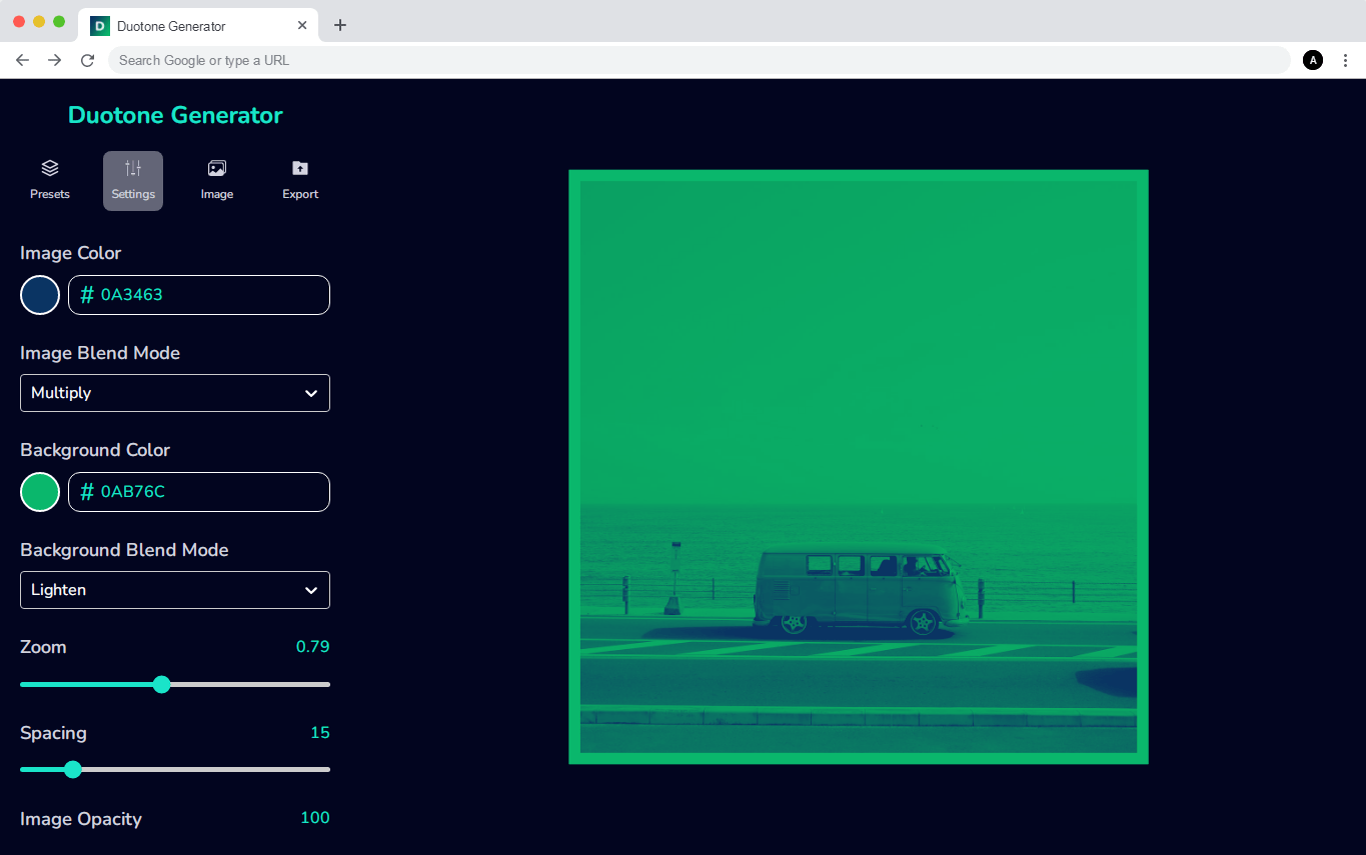 D Duotone Generator
Search Google or type a URL
A
Duotone Generator
Presets Settings Image Export
Image Color
# 0A3463
Image Blend Mode
Multiply
Background Color
# 0AB76C
Background Blend Mode
Lighten
Zoom 0.79
Spacing 15
Image Opacity 100